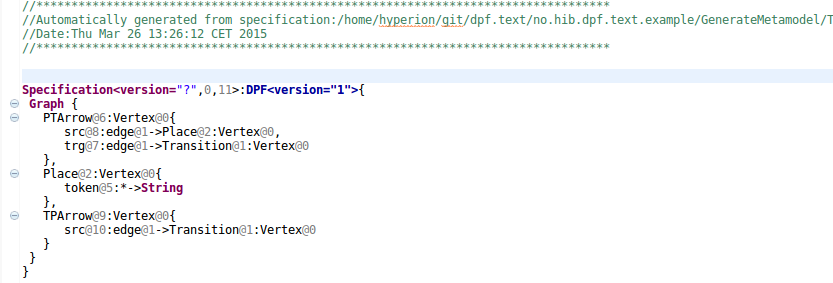 //*********************************************************************************
//Automatically generated from specification:/home/hyperion/git/dpf.text/no.hib.dpf.text.example/GenerateMetamodel/T
//Date:Thu Mar 26 13:26:12 CET 2015
//*********************************************************************************
Specification<version="?",0,11>:DPF<version="1">{
Graph {
PTArrow@6:Vertex@0{
src@8:edge@1->Place@2:Vertex@0,
trg@7:edge@1->Transition@1:Vertex@0
},
Place@2:Vertex@0{
token@5:*->String
},
TPArrow@9:Vertex@0{
src@10:edge@1->Transition@1:Vertex@0
}
}
}